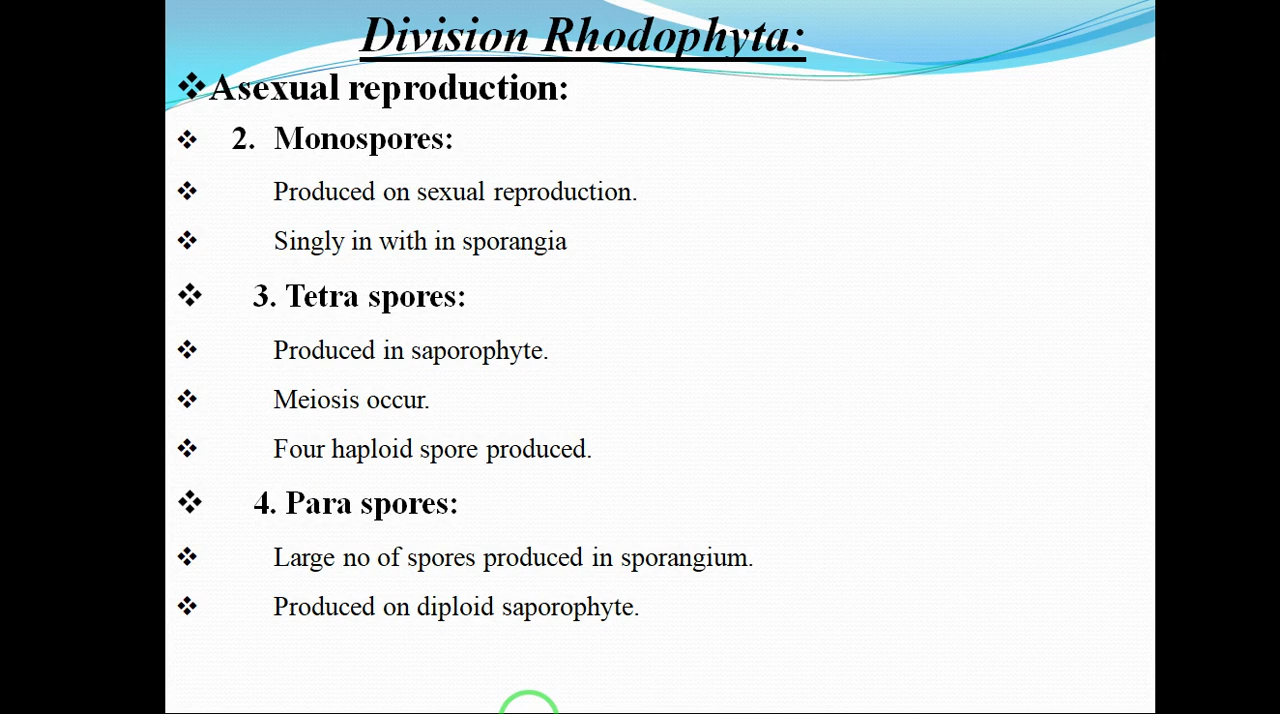 Division Rhodophyta:
Asexual reproduction:
2. Monospores:
Produced on sexual reproduction.
Singly in with in sporangia
3. Tetra spores:
Produced in saporophyte.
Meiosis occur.
Four haploid spore produced.
4. Para spores:
Large no of spores produced in sporangium.
Produced on diploid saporophyte.